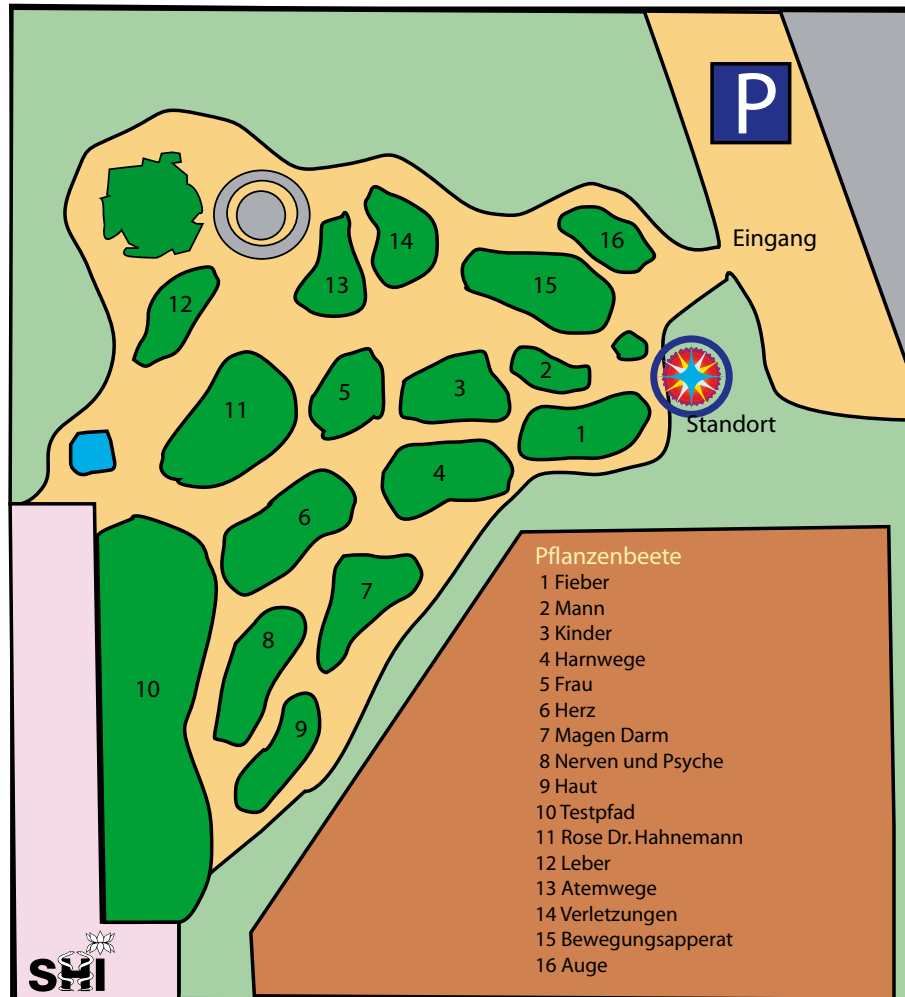 P
Eingang
16
14
15
13
12
2
5
3
11
1
Standort
4
6
7
8
10
9
Pflanzenbeete
1 Fieber
2 Mann
3 Kinder
4 Harnwege
5 Frau
6 Herz
7 Magen Darm
8 Nerven und Psyche
9 Haut
10 Testpfad
11 Rose Dr. Hahnemann
12 Leber
13 Atemwege
14 Verletzungen
15 Bewegungsapperat
16 Auge
SHI